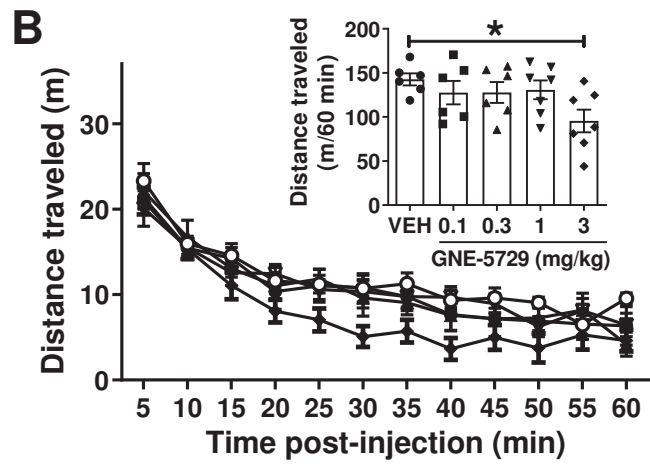 B
Distance traveled (m)
30
20
10
0
5 10 15 20 25 30 35 40 45 50 55 60
Time post-injection (min)
Distance traveled
(m/60 min)
200
150
100
50
0
*
VEH 0.1 0.3 1 3
GNE-5729 (mg/kg)